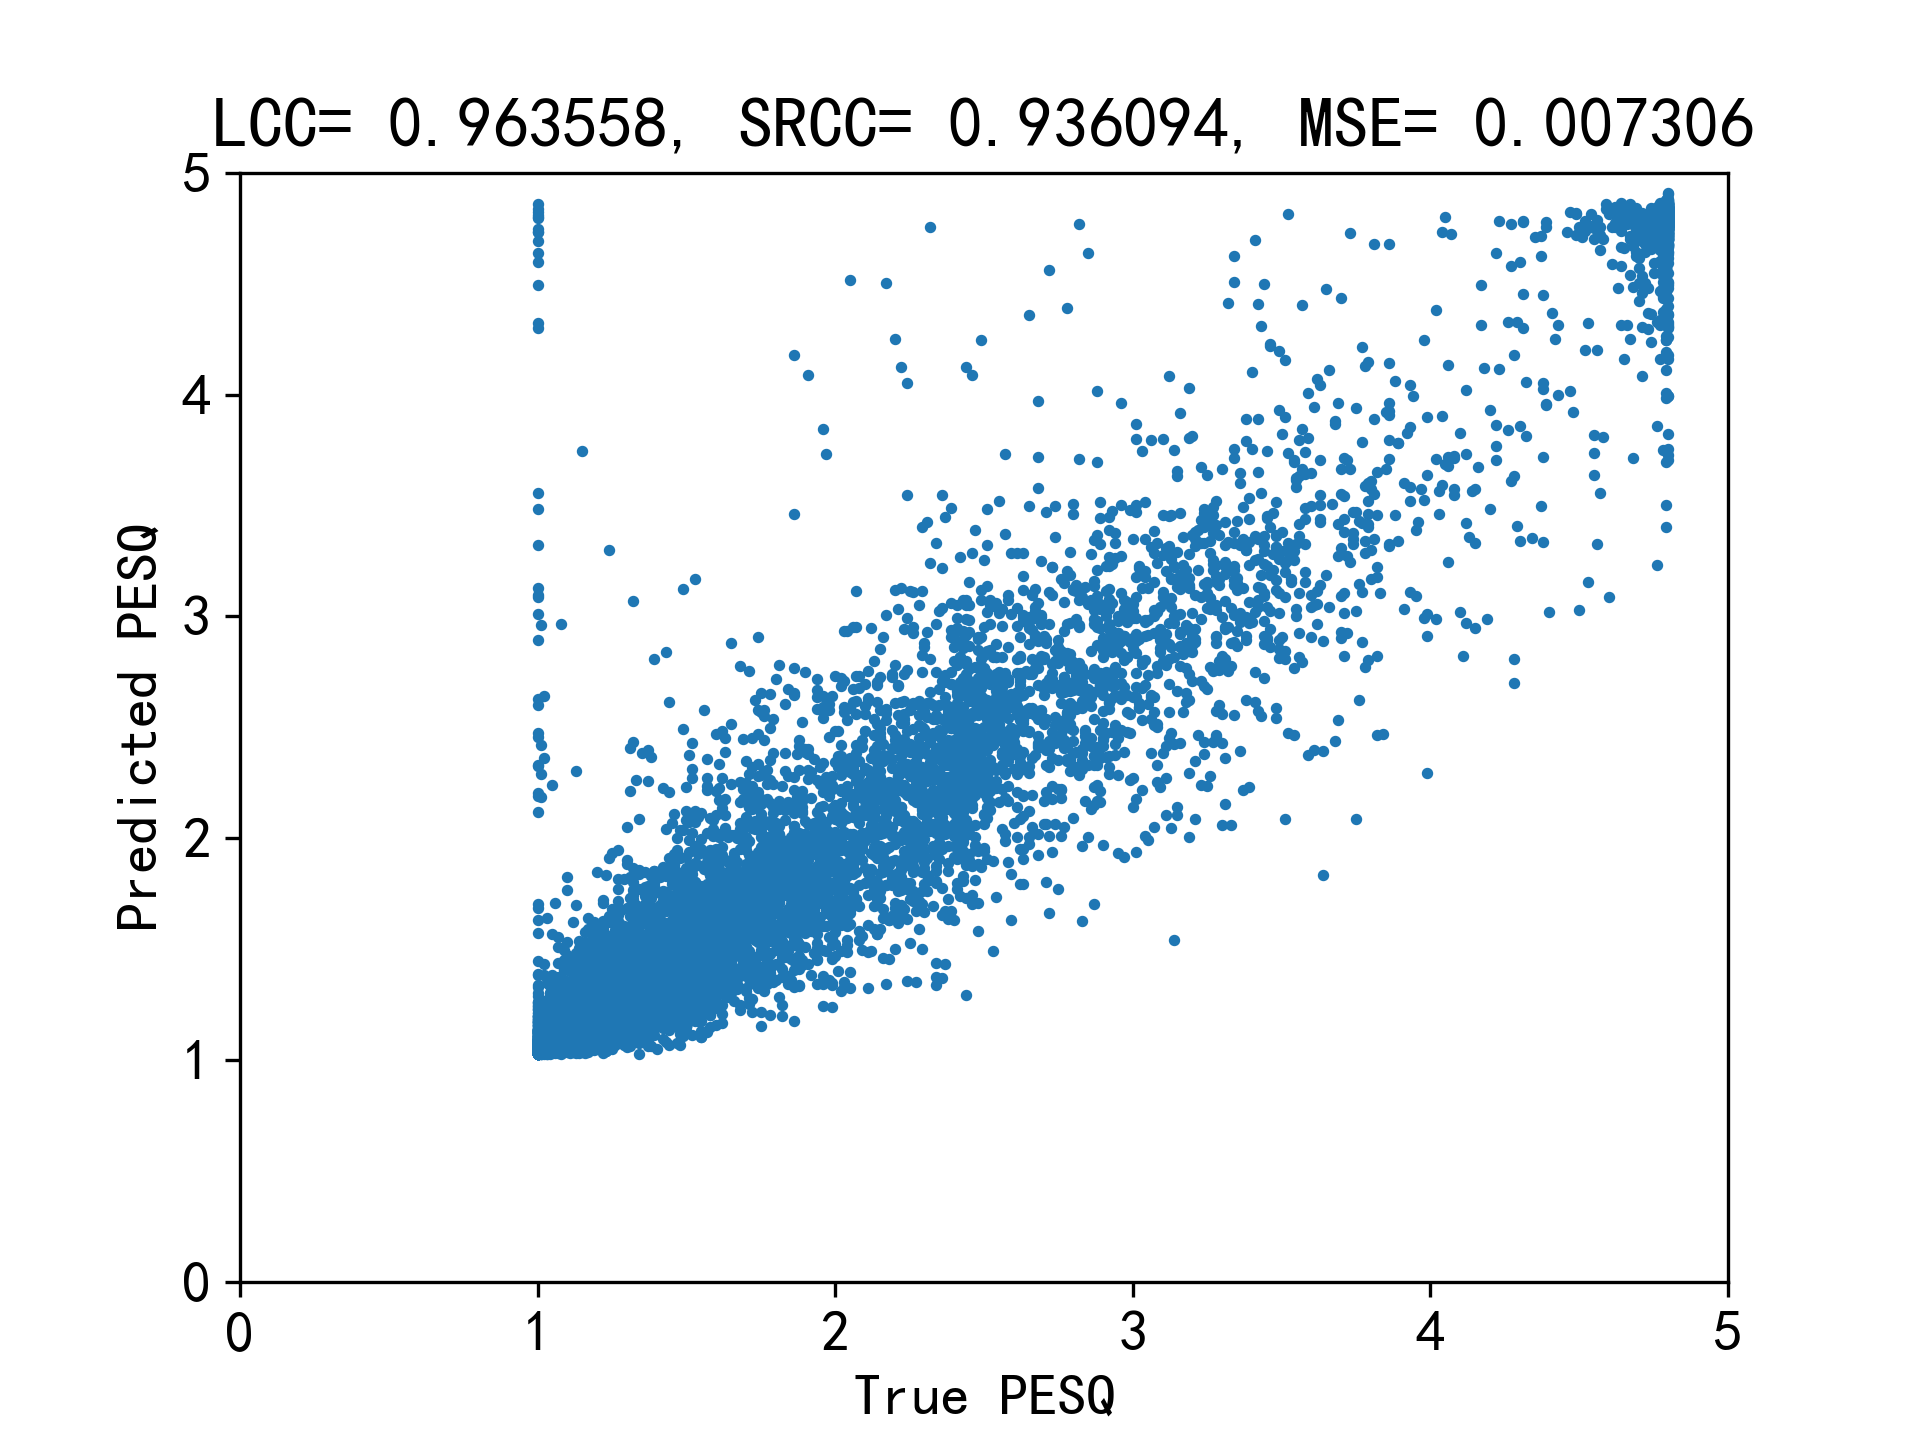 LCC= 0.963558, SRCC= 0.936094, MSE= 0.007306
5
4
3
2
1
0
Predicted PESQ
0 1 2 3 4 5
True PESQ